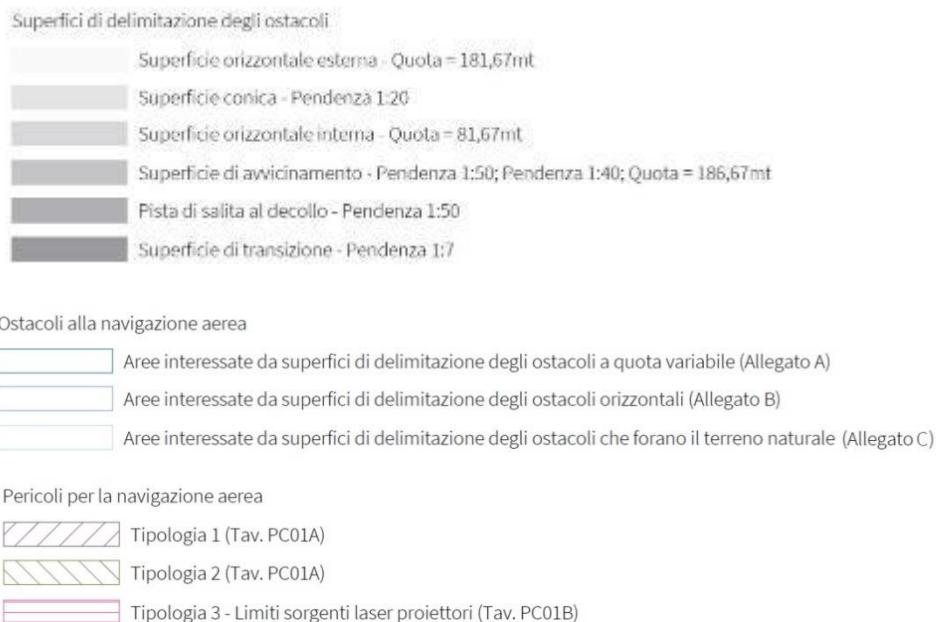 Superfici di delimitazione degli ostacoli
Superficie orizzontale esterna - Quota = 181,67mt
Superficie conica - Pendenza 1:20
Superficie orizzontale interna - Quota = 81,67mt
Superficie di avvicinamento - Pendenza 1:50; Pendenza 1:40; Quota = 186,67mt
Pista di salita al decollo - Pendenza 1:50
Superficie di transizione - Pendenza 1:7
Ostacoli alla navigazione aerea
Aree interessate da superfici di delimitazione degli ostacoli a quota variabile (Allegato A)
Aree interessate da superfici di delimitazione degli ostacoli orizzontali (Allegato B)
Aree interessate da superfici di delimitazione degli ostacoli che forano il terreno naturale (Allegato C)
Pericoli per la navigazione aerea
Tipologia 1 (Tav. PC01A)
Tipologia 2 (Tav. PC01A)
Tipologia 3 - Limiti sorgenti laser proiettori (Tav. PC01B)